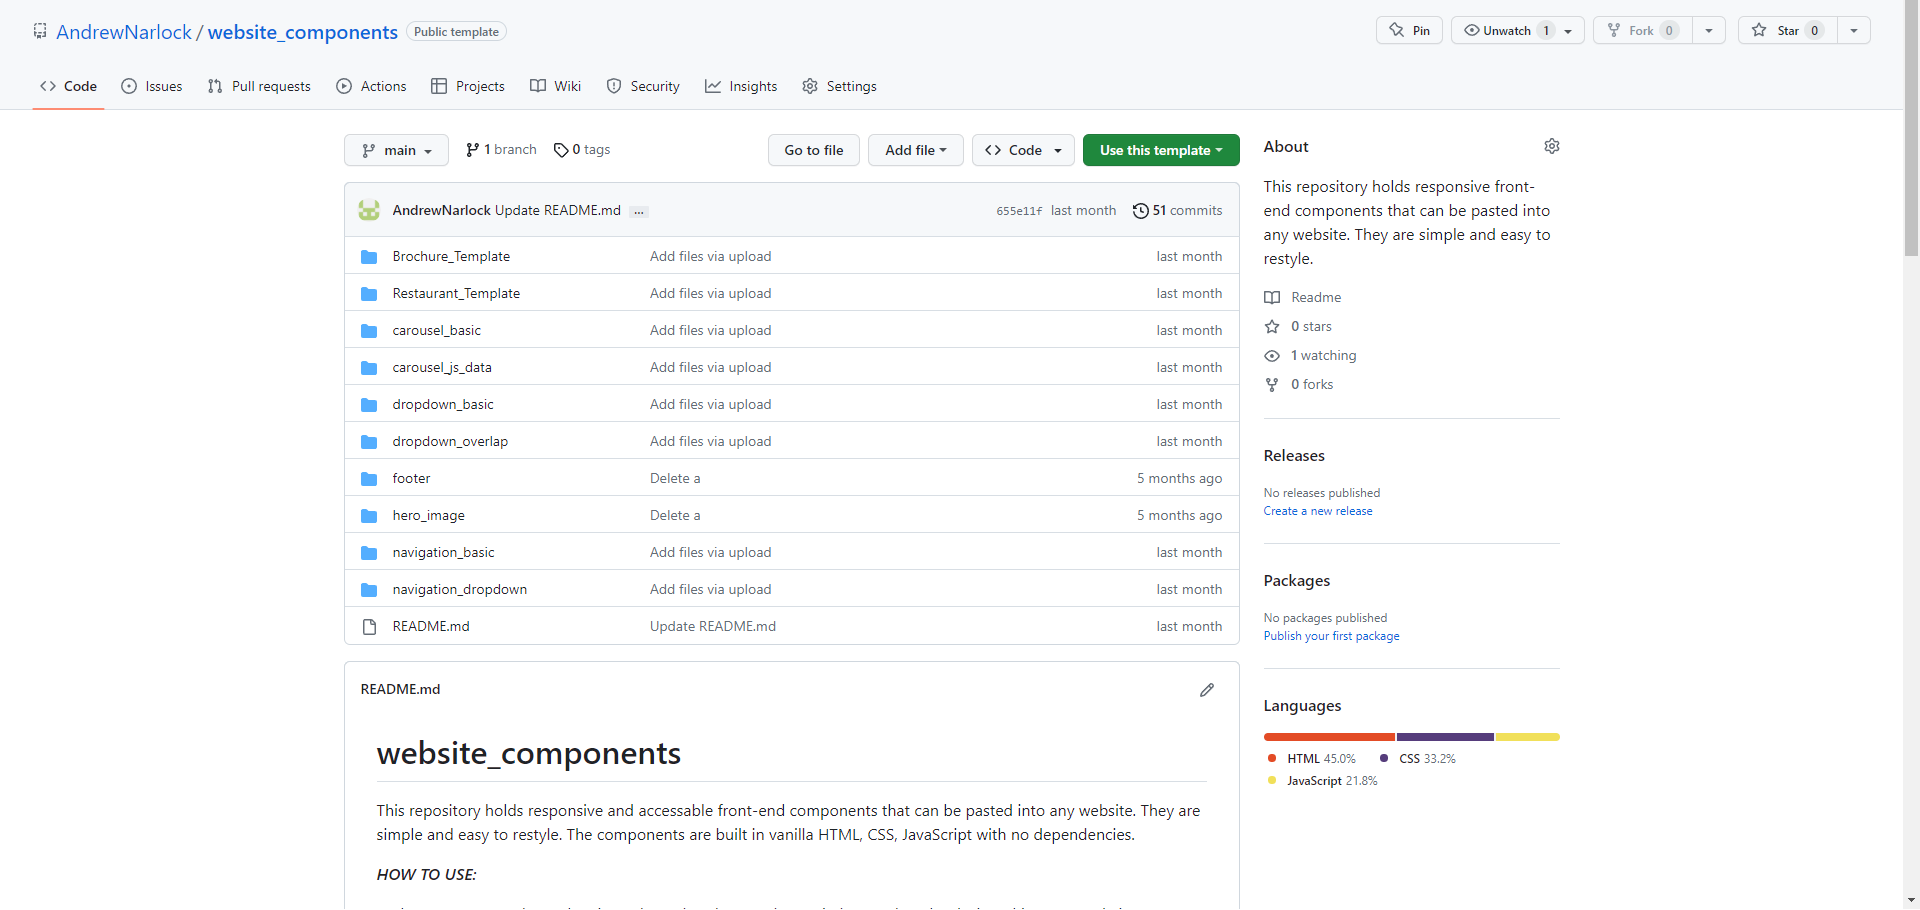 AndrewNarlock / website_components Public template
Pin Unwatch 1 Fork 0 Star 0
Code Issues Pull requests Actions Projects Wiki Security Insights Settings
main 1 branch 0 tags Go to file Add file Code Use this template
AndrewNarlock Update README.md ... 655e11f last month 51 commits
Brochure_Template Add files via upload last month
Restaurant_Template Add files via upload last month
carousel_basic Add files via upload last month
carousel_js_data Add files via upload last month
dropdown_basic Add files via upload last month
dropdown_overlap Add files via upload last month
footer Delete a 5 months ago
hero_image Delete a 5 months ago
navigation_basic Add files via upload last month
navigation_dropdown Add files via upload last month
README.md Update README.md last month
README.md
website_components
This repository holds responsive and accessable front-end components that can be pasted into any website. They are
simple and easy to restyle. The components are built in vanilla HTML, CSS, JavaScript with no dependencies.
HOW TO USE:
About
This repository holds responsive front-
end components that can be pasted into
any website. They are simple and easy to
restyle.
Readme
0 stars
1 watching
0 forks
Releases
No releases published
Create a new release
Packages
No packages published
Publish your first package
Languages
HTML 45.0% CSS 33.2%
JavaScript 21.8%